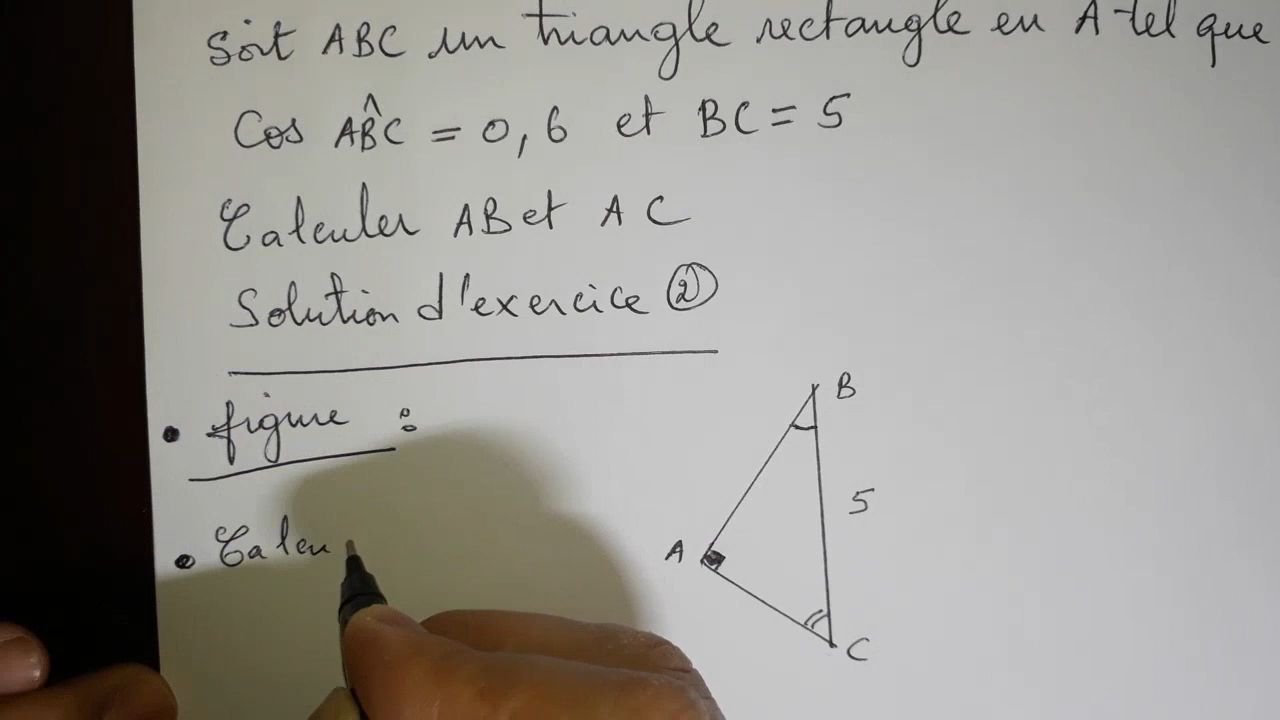 Soit ABC un triangle rectangle en A tel que
Cos AB̂C = 0,6 et BC = 5
Calculer AB et AC
Solution d'exercice ②
• figure :
B
5
A
C
• Calcu